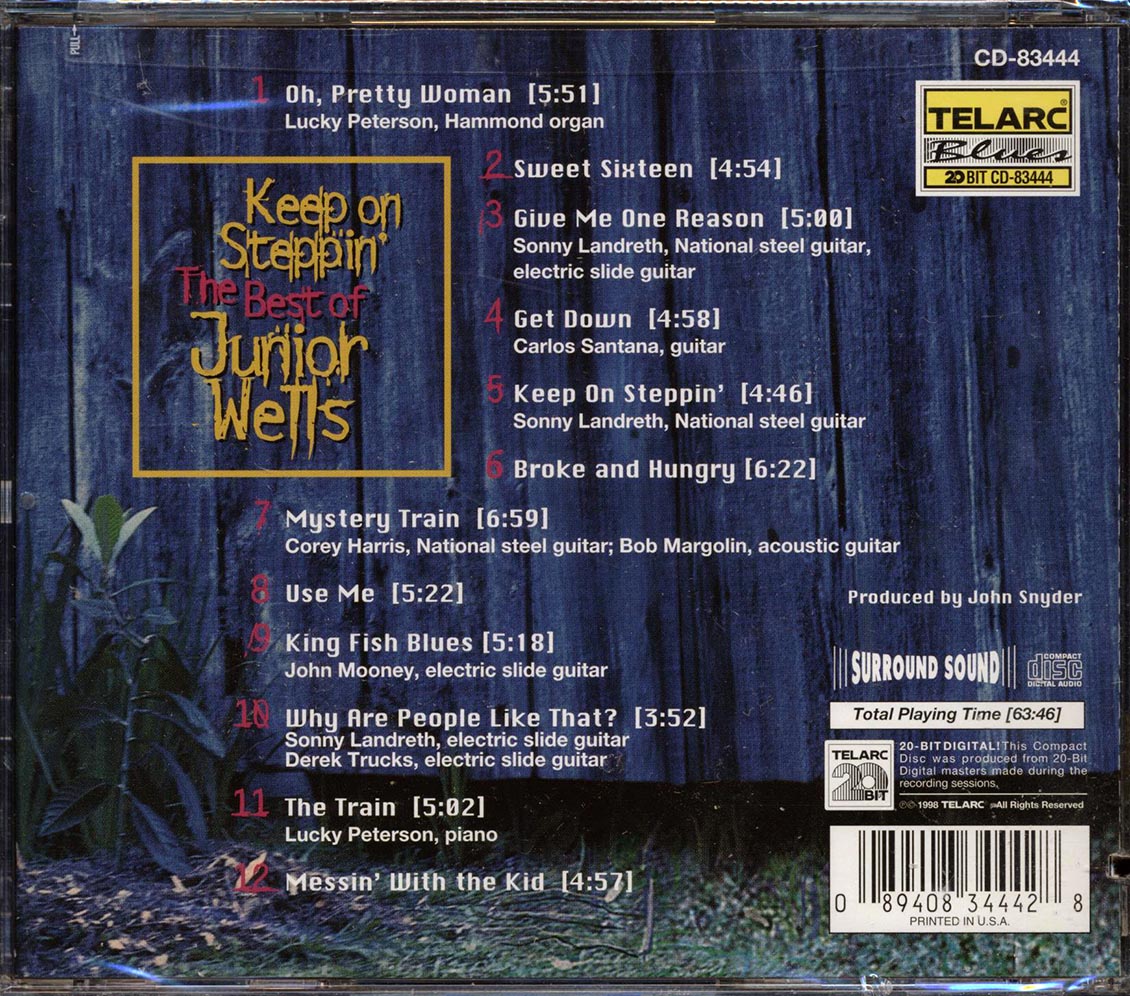 PULL
CD-83444
TELARC®
Blues
20 BIT CD-83444
1 Oh, Pretty Woman [5:51]
Lucky Peterson, Hammond organ
Keep on
Steppin'
The Best of
Junior
Wells
2 Sweet Sixteen [4:54]
3 Give Me One Reason [5:00]
Sonny Landreth, National steel guitar,
electric slide guitar
4 Get Down [4:58]
Carlos Santana, guitar
5 Keep On Steppin' [4:46]
Sonny Landreth, National steel guitar
6 Broke and Hungry [6:22]
7 Mystery Train [6:59]
Corey Harris, National steel guitar; Bob Margolin, acoustic guitar
8 Use Me [5:22]
9 King Fish Blues [5:18]
John Mooney, electric slide guitar
10 Why Are People Like That? [3:52]
Sonny Landreth, electric slide guitar
Derek Trucks, electric slide guitar
11 The Train [5:02]
Lucky Peterson, piano
12 Messin' With the Kid [4:57]
Produced by John Snyder
SURROUND SOUND
COMPACT
disc
DIGITAL AUDIO
Total Playing Time [63:46]
TELARC
20
BIT
20-BIT DIGITAL! This Compact
Disc was produced from 20-Bit
Digital masters made during the
recording sessions.
℗© 1998 TELARC All Rights Reserved
0 89408 34442 8
PRINTED IN U.S.A.